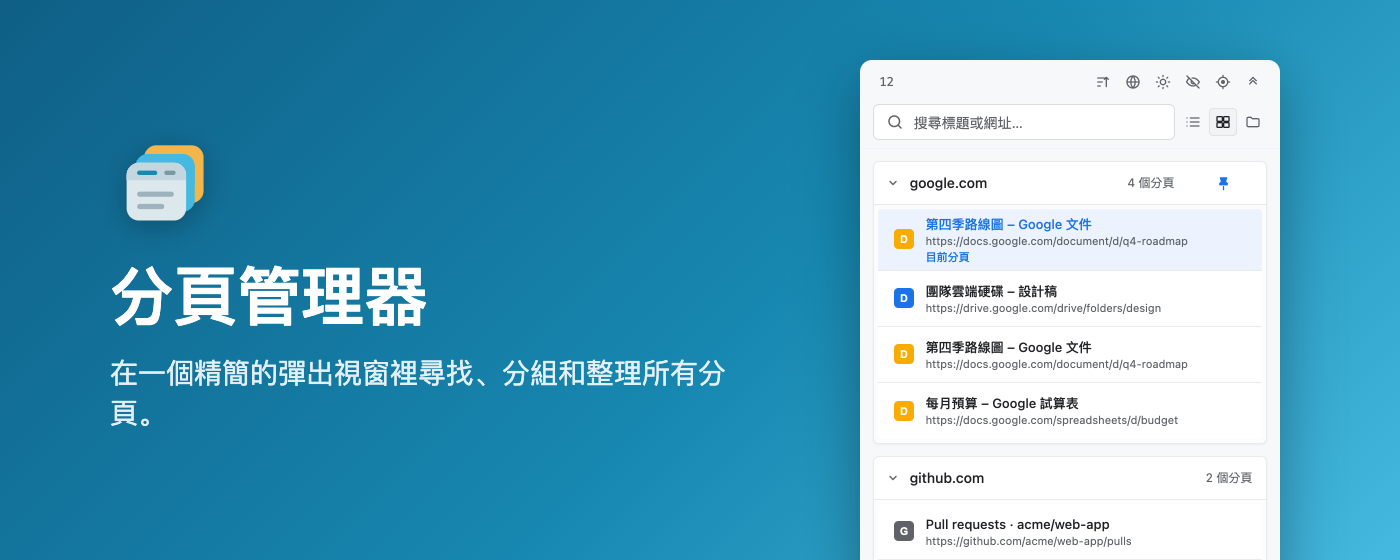 分頁管理器
在一個精簡的彈出視窗裡尋找、分組和整理所有分
頁。
12
搜尋標題或網址...
google.com
4 個分頁
D
第四季路線圖 – Google 文件
https://docs.google.com/document/d/q4-roadmap
目前分頁
D
團隊雲端硬碟 – 設計稿
https://drive.google.com/drive/folders/design
D
第四季路線圖 – Google 文件
https://docs.google.com/document/d/q4-roadmap
D
每月預算 – Google 試算表
https://docs.google.com/spreadsheets/d/budget
github.com
2 個分頁
G
Pull requests · acme/web-app
https://github.com/acme/web-app/pulls